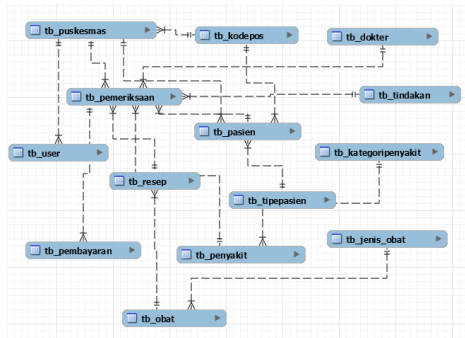 tb_puskesmas
tb_kodepos
tb_dokter
tb_pemeriksaan
tb_tindakan
tb_pasien
tb_user
tb_kategoripenyakit
tb_resep
tb_tipepasien
tb_pembayaran
tb_penyakit
tb_jenis_obat
tb_obat